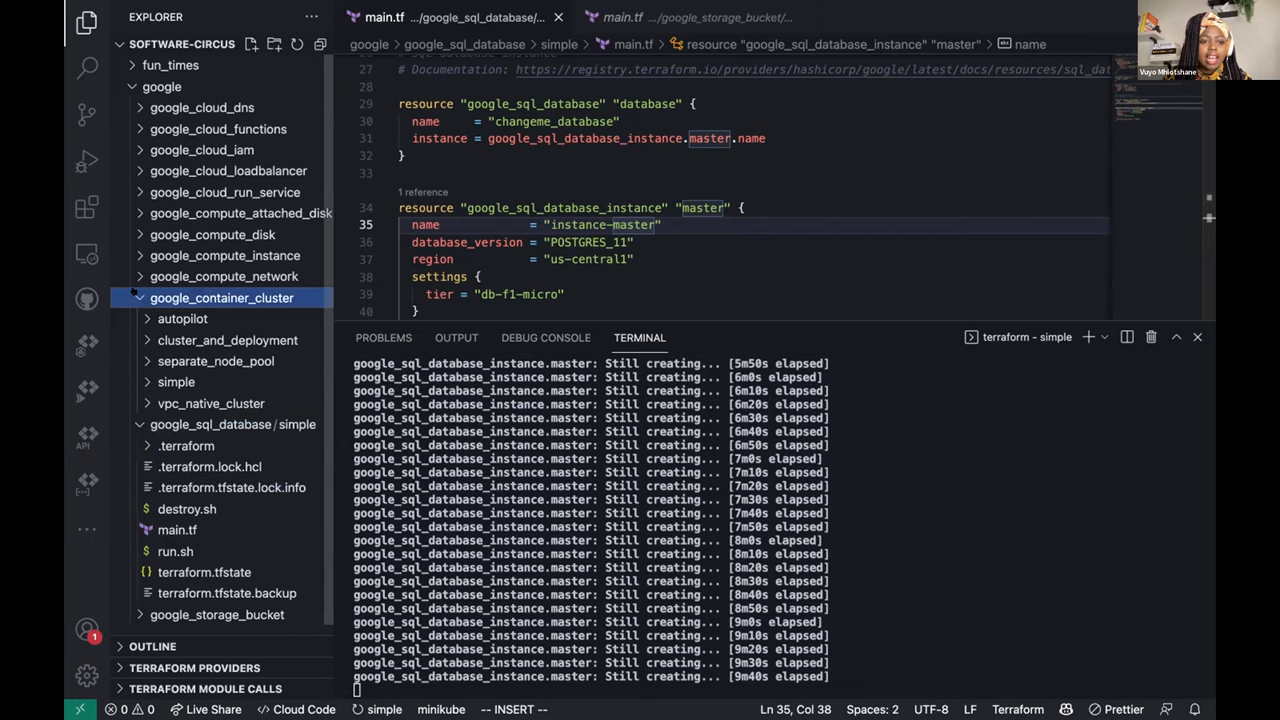 EXPLORER
SOFTWARE-CIRCUS
fun_times
google
google_cloud_dns
google_cloud_functions
google_cloud_iam
google_cloud_loadbalancer
google_cloud_run_service
google_compute_attached_disk
google_compute_disk
google_compute_instance
google_compute_network
google_container_cluster
autopilot
cluster_and_deployment
separate_node_pool
simple
vpc_native_cluster
google_sql_database / simple
.terraform
.terraform.lock.hcl
.terraform.tfstate.lock.info
$ destroy.sh
main.tf
$ run.sh
{} terraform.tfstate
terraform.tfstate.backup
google_storage_bucket
OUTLINE
TERRAFORM PROVIDERS
TERRAFORM MODULE CALLS
API
1
main.tf .../google_sql_database/...
main.tf .../google_storage_bucket/...
google > google_sql_database > simple > main.tf > resource "google_sql_database_instance" "master" > name
27 # Documentation: https://registry.terraform.io/providers/hashicorp/google/latest/docs/resources/sql_dat
28
29 resource "google_sql_database" "database" {
30 name = "changeme_database"
31 instance = google_sql_database_instance.master.name
32 }
33
1 reference
34 resource "google_sql_database_instance" "master" {
35 name = "instance-master"
36 database_version = "POSTGRES_11"
37 region = "us-central1"
38 settings {
39 tier = "db-f1-micro"
40 }
PROBLEMS OUTPUT DEBUG CONSOLE TERMINAL terraform - simple
google_sql_database_instance.master: Still creating... [5m50s elapsed]
google_sql_database_instance.master: Still creating... [6m0s elapsed]
google_sql_database_instance.master: Still creating... [6m10s elapsed]
google_sql_database_instance.master: Still creating... [6m20s elapsed]
google_sql_database_instance.master: Still creating... [6m30s elapsed]
google_sql_database_instance.master: Still creating... [6m40s elapsed]
google_sql_database_instance.master: Still creating... [6m50s elapsed]
google_sql_database_instance.master: Still creating... [7m0s elapsed]
google_sql_database_instance.master: Still creating... [7m10s elapsed]
google_sql_database_instance.master: Still creating... [7m20s elapsed]
google_sql_database_instance.master: Still creating... [7m30s elapsed]
google_sql_database_instance.master: Still creating... [7m40s elapsed]
google_sql_database_instance.master: Still creating... [7m50s elapsed]
google_sql_database_instance.master: Still creating... [8m0s elapsed]
google_sql_database_instance.master: Still creating... [8m10s elapsed]
google_sql_database_instance.master: Still creating... [8m20s elapsed]
google_sql_database_instance.master: Still creating... [8m30s elapsed]
google_sql_database_instance.master: Still creating... [8m40s elapsed]
google_sql_database_instance.master: Still creating... [8m50s elapsed]
google_sql_database_instance.master: Still creating... [9m0s elapsed]
google_sql_database_instance.master: Still creating... [9m10s elapsed]
google_sql_database_instance.master: Still creating... [9m20s elapsed]
google_sql_database_instance.master: Still creating... [9m30s elapsed]
google_sql_database_instance.master: Still creating... [9m40s elapsed]
0 0 Live Share Cloud Code simple minikube -- INSERT -- Ln 35, Col 38 Spaces: 2 UTF-8 LF Terraform Prettier
Vuyo Mhlotshane